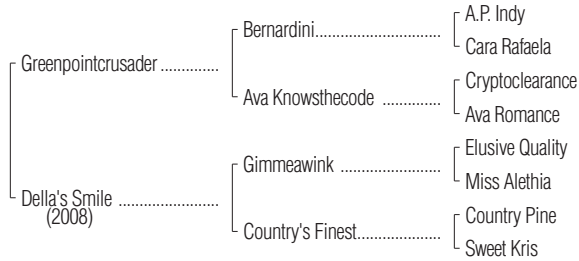 A.P. Indy
Bernardini
Cara Rafaela
Greenpointcrusader
Cryptoclearance
Ava Knowsthecode
Ava Romance
Elusive Quality
Gimmeawink
Miss Alethia
Della's Smile
(2008)
Country Pine
Country's Finest
Sweet Kris